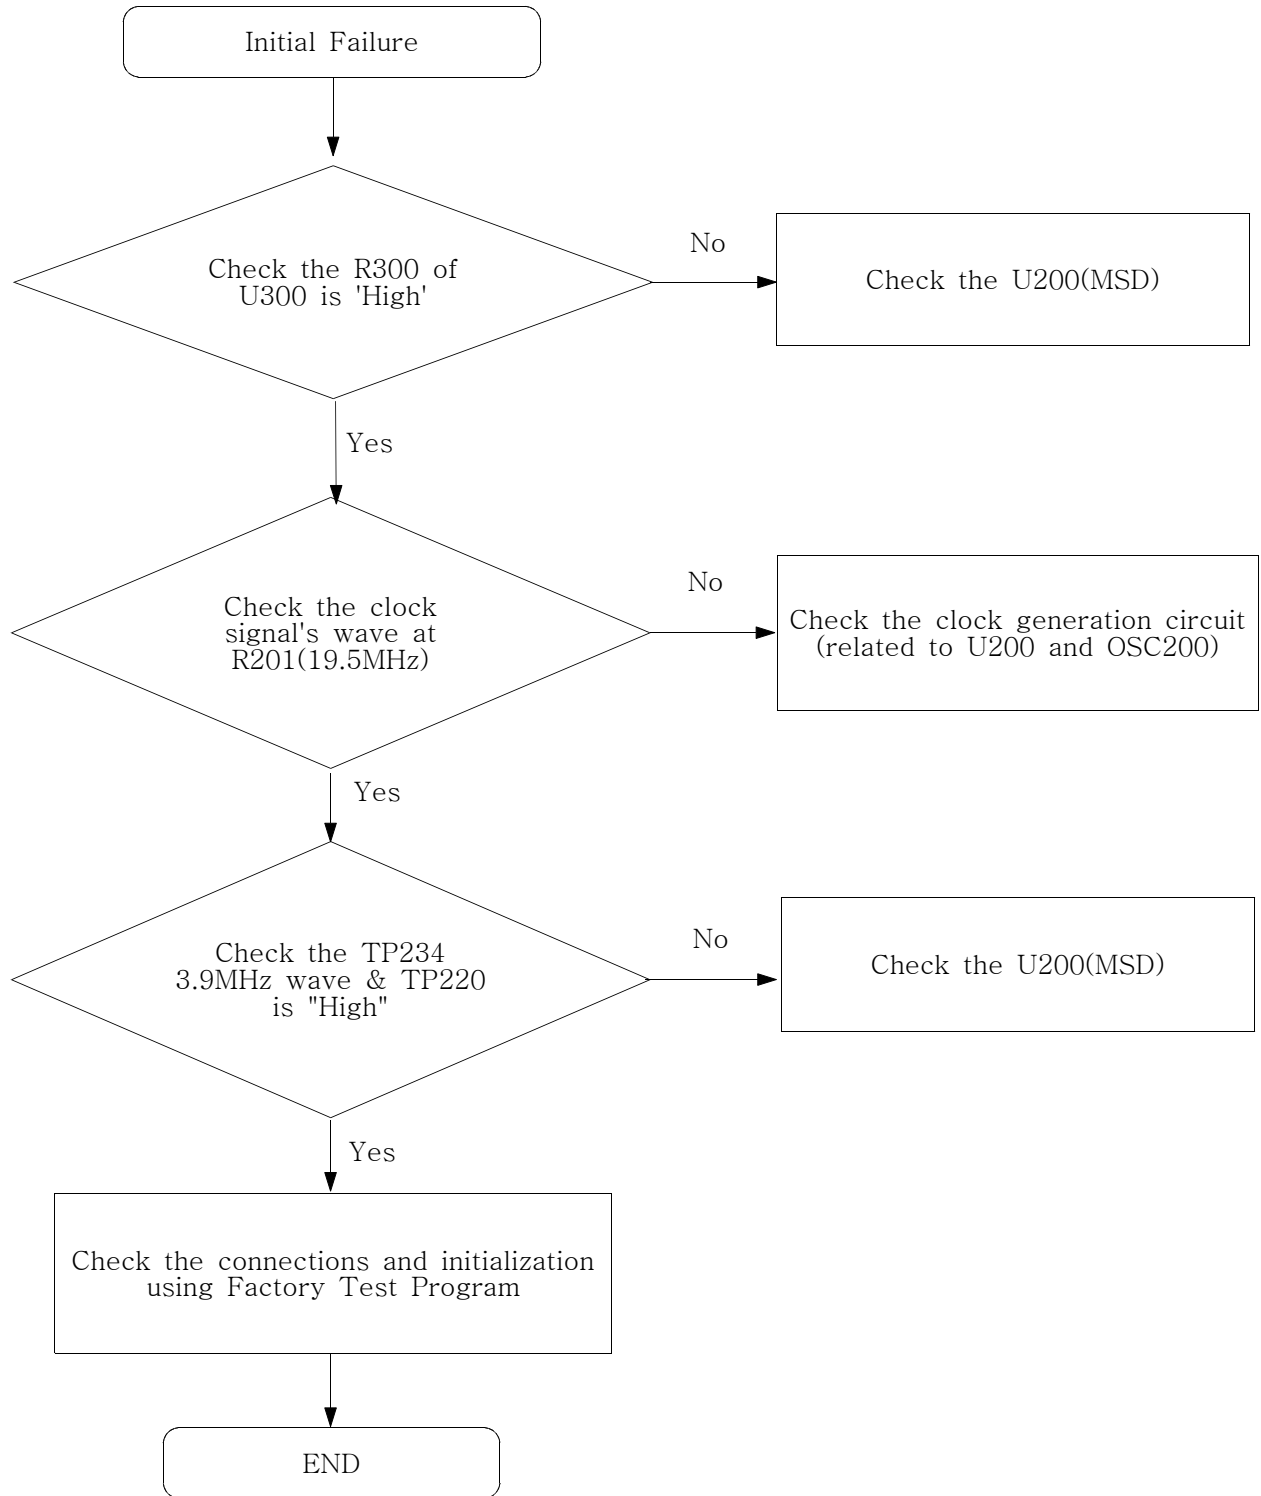 Initial Failure
Check the R300 of
U300 is 'High'
No
Check the U200(MSD)
Yes
Check the clock
signal's wave at
R201(19.5MHz)
No
Check the clock generation circuit
(related to U200 and OSC200)
Yes
Check the TP234
3.9MHz wave & TP220
is "High"
No
Check the U200(MSD)
Yes
Check the connections and initialization
using Factory Test Program
END